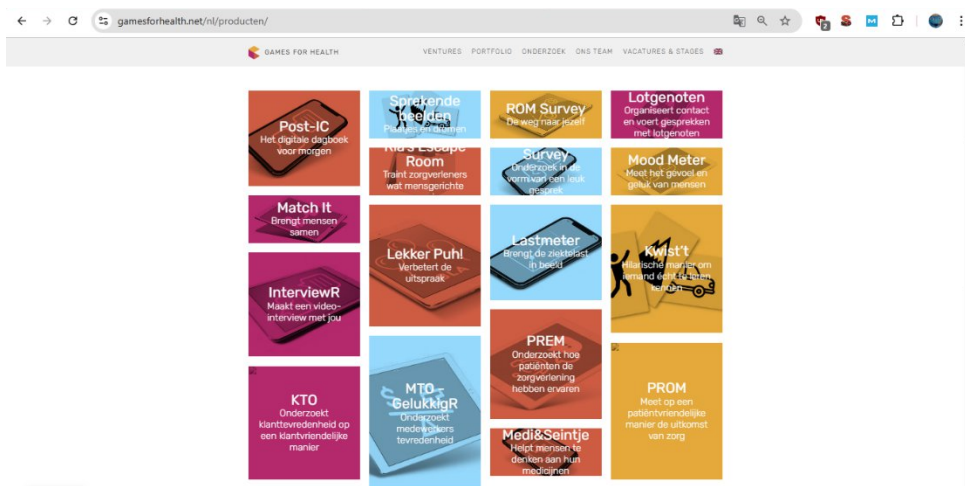 gamesforhealth.net/nl/producten/
GAMES FOR HEALTH
VENTURES PORTFOLIO ONDERZOEK ONS TEAM VACATURES & STAGES
Post-IC
Het digitale dagboek
voor morgen
Match It
Brengt mensen
samen
InterviewR
Maakt een video-
interview met jou
KTO
Onderzoekt
klanttevredenheid op
een klantvriendelijke
manier
Sprekende
beelden
Plaatjes en dromen
Ria's Escape
Room
Traint zorgverleners
wat mensgerichte
Lekker Puh!
Verbetert de
uitspraak
MTO -
GelukkigR
Onderzoekt
medewerkers
tevredenheid
ROM Survey
De weg naar jezelf
Survey
Onderzoek in de
vorm van een leuk
gesprek
Lastmeter
Brengt de ziektelast
in beeld
PREM
Onderzoekt hoe
patiënten de
zorgverlening
hebben ervaren
Medi&Seintje
Helpt mensen te
denken aan hun
medicijnen
Lotgenoten
Organiseert contact
en voert gesprekken
met lotgenoten
Mood Meter
Meet het gevoel en
geluk van mensen
Kwist't
Hilarische manier om
iemand écht te leren
kennen
PROM
Meet op een
patiëntvriendelijke
manier de uitkomst
van zorg